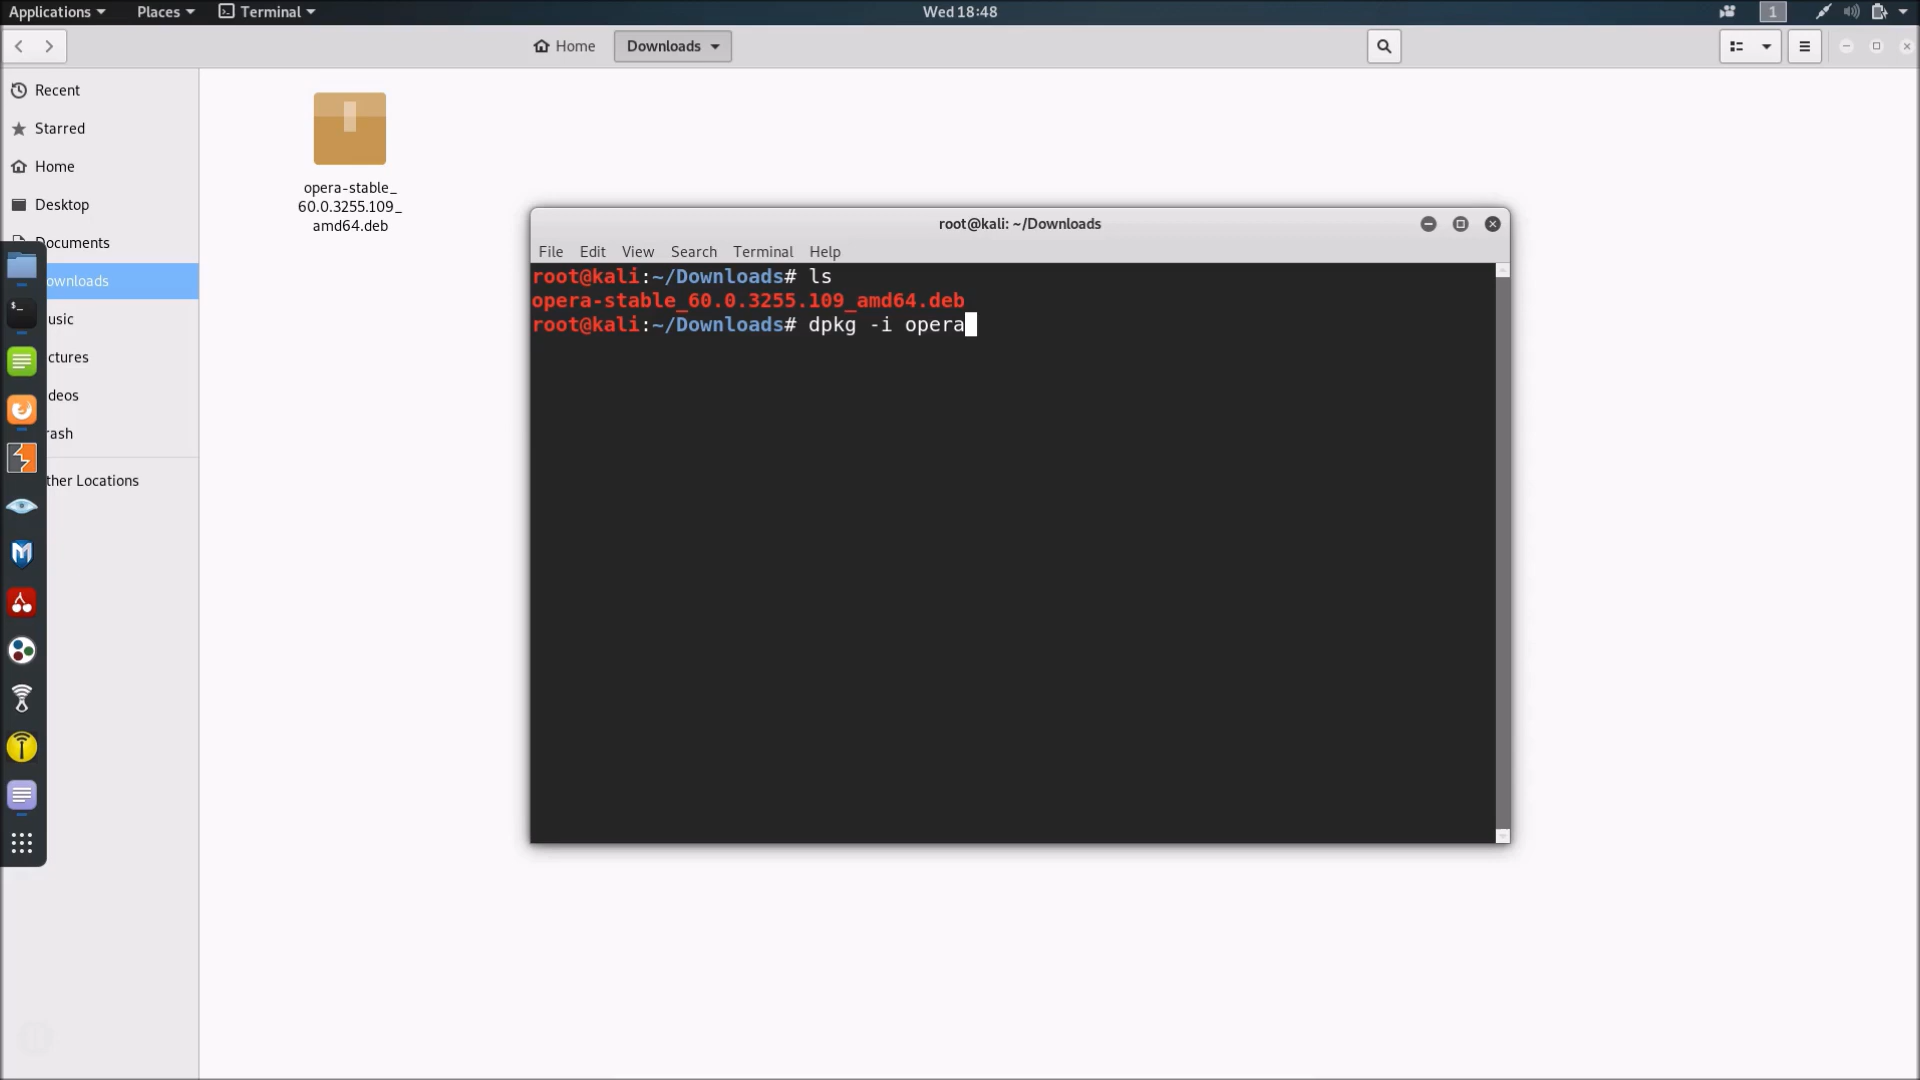 Applications
Places
Terminal
Wed 18:48
1
Home
Downloads
Recent
Starred
Home
Desktop
Documents
ownloads
usic
ctures
deos
rash
ther Locations
opera-stable_
60.0.3255.109_
amd64.deb
root@kali: ~/Downloads
File Edit View Search Terminal Help
root@kali:~/Downloads# ls
opera-stable_60.0.3255.109_amd64.deb
root@kali:~/Downloads# dpkg -i opera